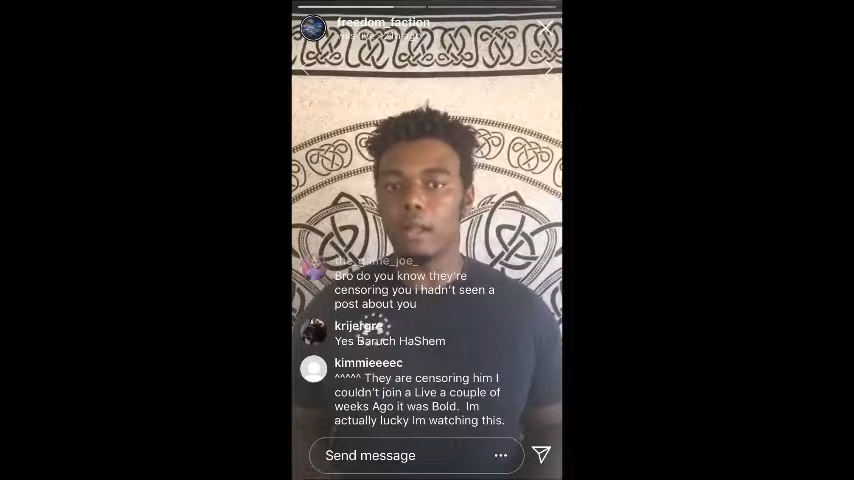 freedom_faction
the_game_joe_
Bro do you know they're
censoring you i hadn't seen a
post about you
krijergre
Yes Baruch HaShem
kimmieeeec
^^^^^ They are censoring him I
couldn't join a Live a couple of
weeks Ago it was Bold. Im
actually lucky Im watching this.
Send message